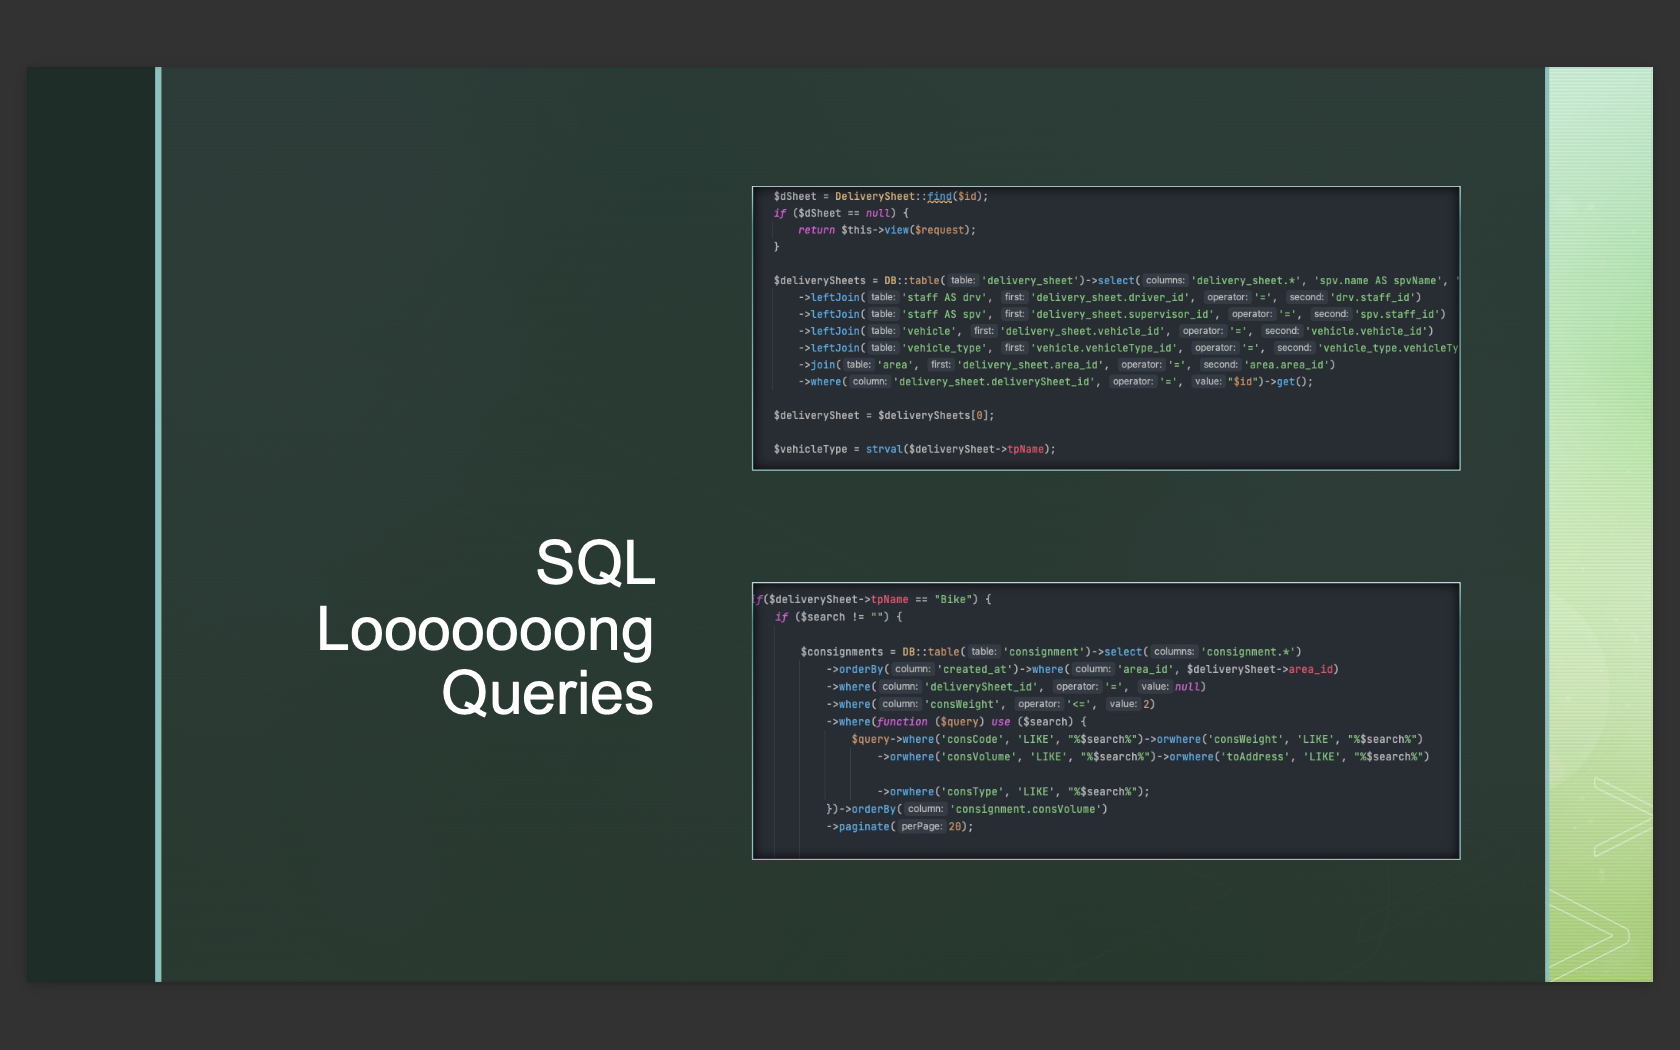 SQL
Looooooong
Queries
$dSheet = DeliverySheet::find($id);
if ($dSheet == null) {
return $this->view($request);
}
$deliverySheets = DB::table( table: 'delivery_sheet')->select( columns: 'delivery_sheet.*', 'spv.name AS spvName', '
->leftJoin( table: 'staff AS drv', first: 'delivery_sheet.driver_id', operator: '=', second: 'drv.staff_id')
->leftJoin( table: 'staff AS spv', first: 'delivery_sheet.supervisor_id', operator: '=', second: 'spv.staff_id')
->leftJoin( table: 'vehicle', first: 'delivery_sheet.vehicle_id', operator: '=', second: 'vehicle.vehicle_id')
->leftJoin( table: 'vehicle_type', first: 'vehicle.vehicleType_id', operator: '=', second: 'vehicle_type.vehicleTy
->join( table: 'area', first: 'delivery_sheet.area_id', operator: '=', second: 'area.area_id')
->where( column: 'delivery_sheet.deliverySheet_id', operator: '=', value: "$id")->get();
$deliverySheet = $deliverySheets[0];
$vehicleType = strval($deliverySheet->tpName);
if($deliverySheet->tpName == "Bike") {
if ($search != "") {
$consignments = DB::table( table: 'consignment')->select( columns: 'consignment.*')
->orderBy( column: 'created_at')->where( column: 'area_id', $deliverySheet->area_id)
->where( column: 'deliverySheet_id', operator: '=', value: null)
->where( column: 'consWeight', operator: '<=', value: 2)
->where(function ($query) use ($search) {
$query->where('consCode', 'LIKE', "%$search%")->orwhere('consWeight', 'LIKE', "%$search%")
->orwhere('consVolume', 'LIKE', "%$search%")->orwhere('toAddress', 'LIKE', "%$search%")
->orwhere('consType', 'LIKE', "%$search%");
})->orderBy( column: 'consignment.consVolume')
->paginate( perPage: 20);